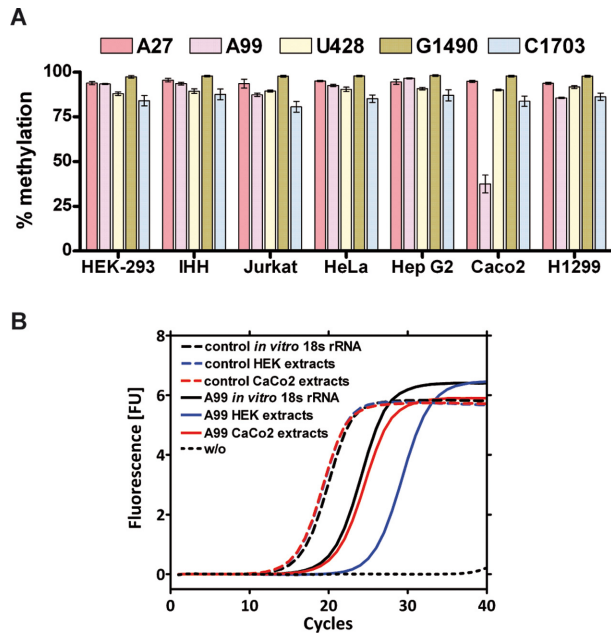 A
A27 A99 U428 G1490 C1703
100
75
50
25
0
% methylation
HEK-293 IHH Jurkat HeLa Hep G2 Caco2 H1299
B
8
6
4
2
0
Fluorescence [FU]
control in vitro 18s rRNA
control HEK extracts
control CaCo2 extracts
A99 in vitro 18s rRNA
A99 HEK extracts
A99 CaCo2 extracts
w/o
0 10 20 30 40
Cycles